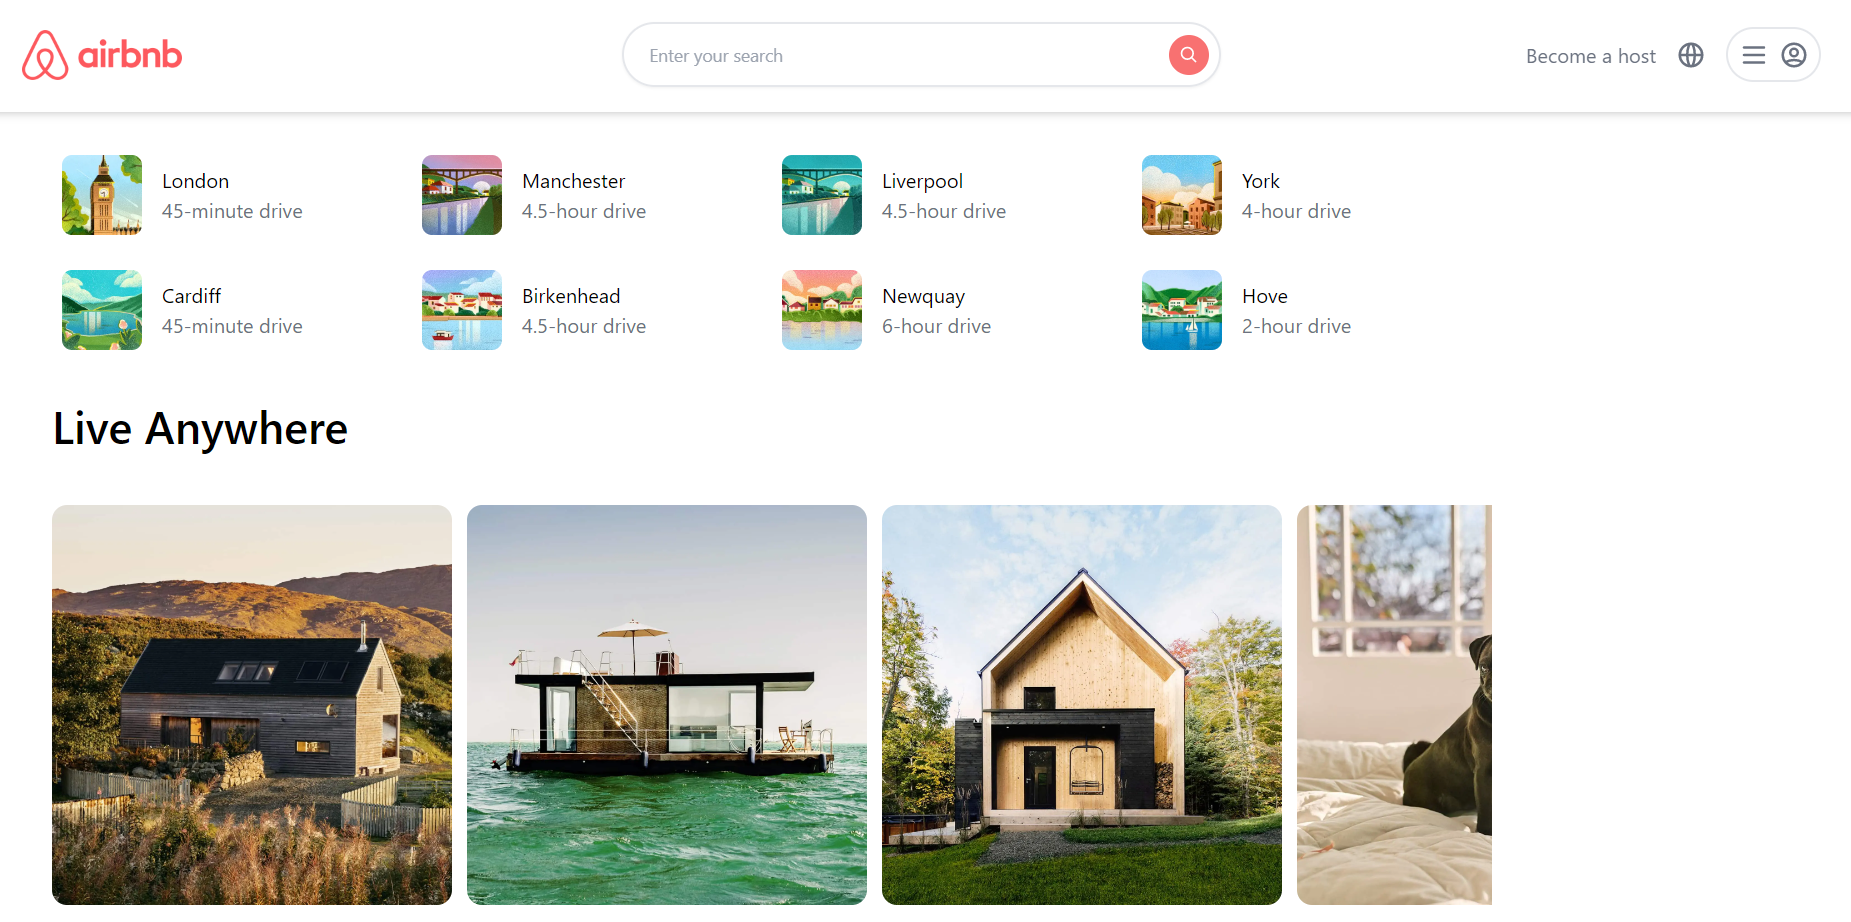 airbnb
Enter your search
Become a host
London
45-minute drive
Manchester
4.5-hour drive
Liverpool
4.5-hour drive
York
4-hour drive
Cardiff
45-minute drive
Birkenhead
4.5-hour drive
Newquay
6-hour drive
Hove
2-hour drive
Live Anywhere